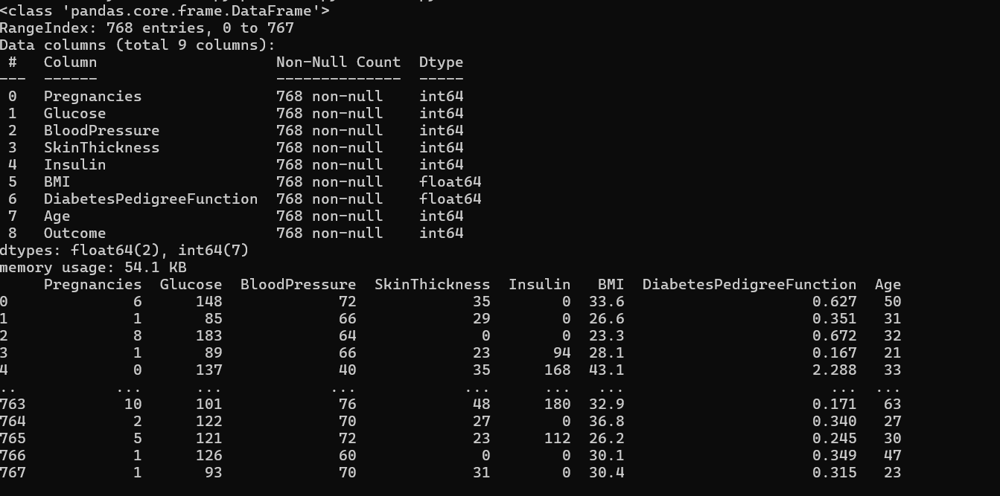 <class 'pandas.core.frame.DataFrame'>
RangeIndex: 768 entries, 0 to 767
Data columns (total 9 columns):
 #   Column                    Non-Null Count  Dtype
---  ------                    --------------  -----
 0   Pregnancies               768 non-null    int64
 1   Glucose                   768 non-null    int64
 2   BloodPressure             768 non-null    int64
 3   SkinThickness             768 non-null    int64
 4   Insulin                   768 non-null    int64
 5   BMI                       768 non-null    float64
 6   DiabetesPedigreeFunction  768 non-null    float64
 7   Age                       768 non-null    int64
 8   Outcome                   768 non-null    int64
dtypes: float64(2), int64(7)
memory usage: 54.1 KB
     Pregnancies  Glucose  BloodPressure  SkinThickness  Insulin   BMI  DiabetesPedigreeFunction  Age
0              6      148             72             35        0  33.6                     0.627   50
1              1       85             66             29        0  26.6                     0.351   31
2              8      183             64              0        0  23.3                     0.672   32
3              1       89             66             23       94  28.1                     0.167   21
4              0      137             40             35      168  43.1                     2.288   33
..           ...      ...            ...            ...      ...   ...                       ...  ...
763           10      101             76             48      180  32.9                     0.171   63
764            2      122             70             27        0  36.8                     0.340   27
765            5      121             72             23      112  26.2                     0.245   30
766            1      126             60              0        0  30.1                     0.349   47
767            1       93             70             31        0  30.4                     0.315   23